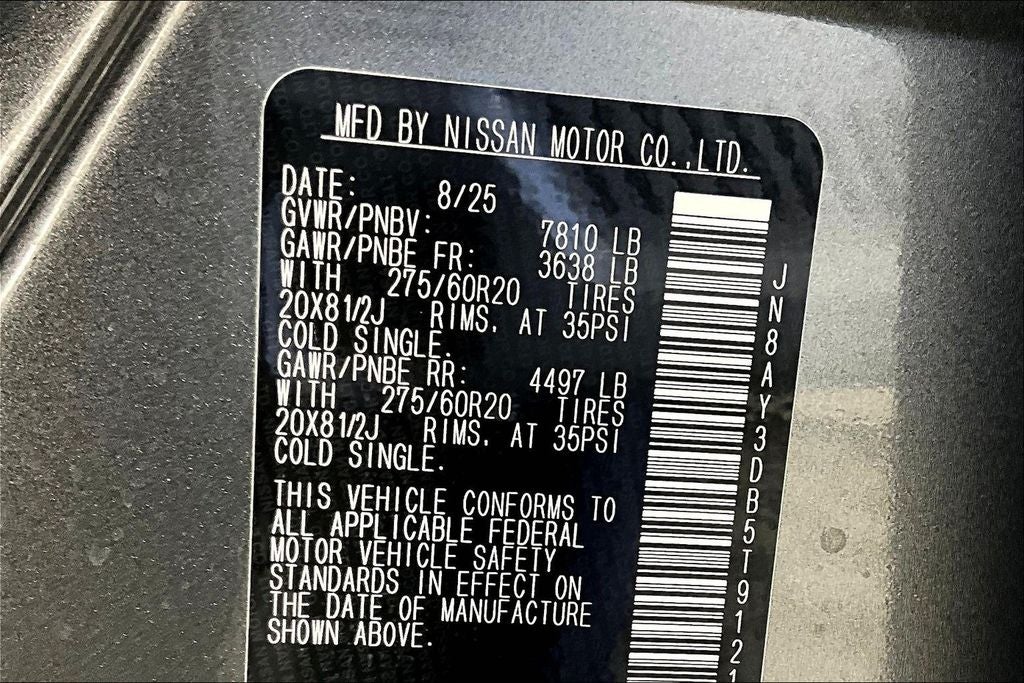 MFD BY NISSAN MOTOR CO.,LTD.
DATE: 8/25
GVWR/PNBV: 7810 LB
GAWR/PNBE FR: 3638 LB
WITH 275/60R20 TIRES
20X81/2J RIMS, AT 35PSI
COLD SINGLE.
GAWR/PNBE RR: 4497 LB
WITH 275/60R20 TIRES
20X81/2J RIMS, AT 35PSI
COLD SINGLE.
THIS VEHICLE CONFORMS TO
ALL APPLICABLE FEDERAL
MOTOR VEHICLE SAFETY
STANDARDS IN EFFECT ON
THE DATE OF MANUFACTURE
SHOWN ABOVE.
JN8AY3DB5T9121